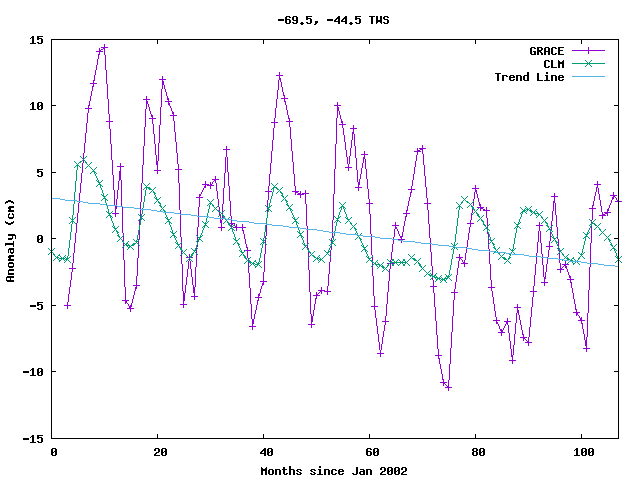 -69.5, -44.5 TWS
GRACE
CLM
Trend Line
15
10
5
0
-5
-10
-15
Anomaly (cm)
0 20 40 60 80 100
Months since Jan 2002